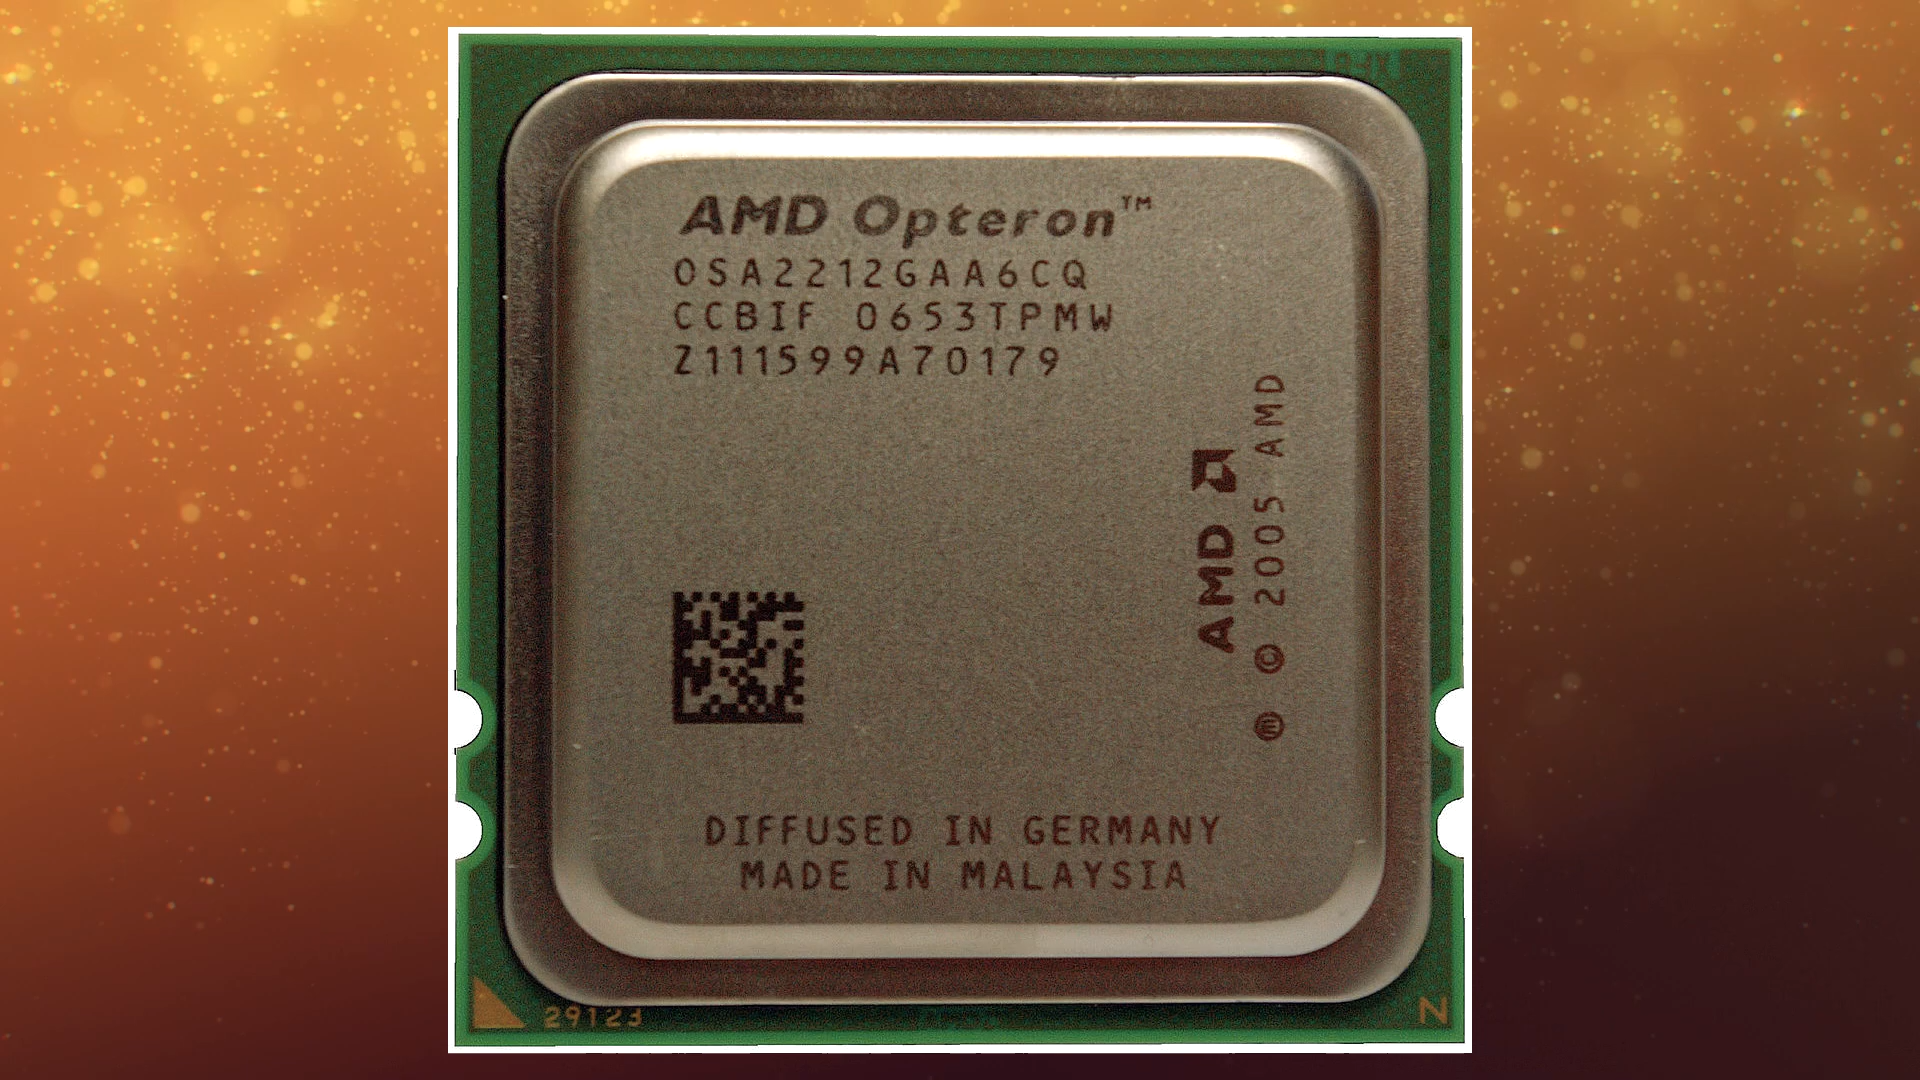 AMD Opteron™
OSA2212GAA6CQ
CCBIF 0653TPMW
Z111599A70179
AMD
ⓜ © 2005 AMD
DIFFUSED IN GERMANY
MADE IN MALAYSIA
29123
N